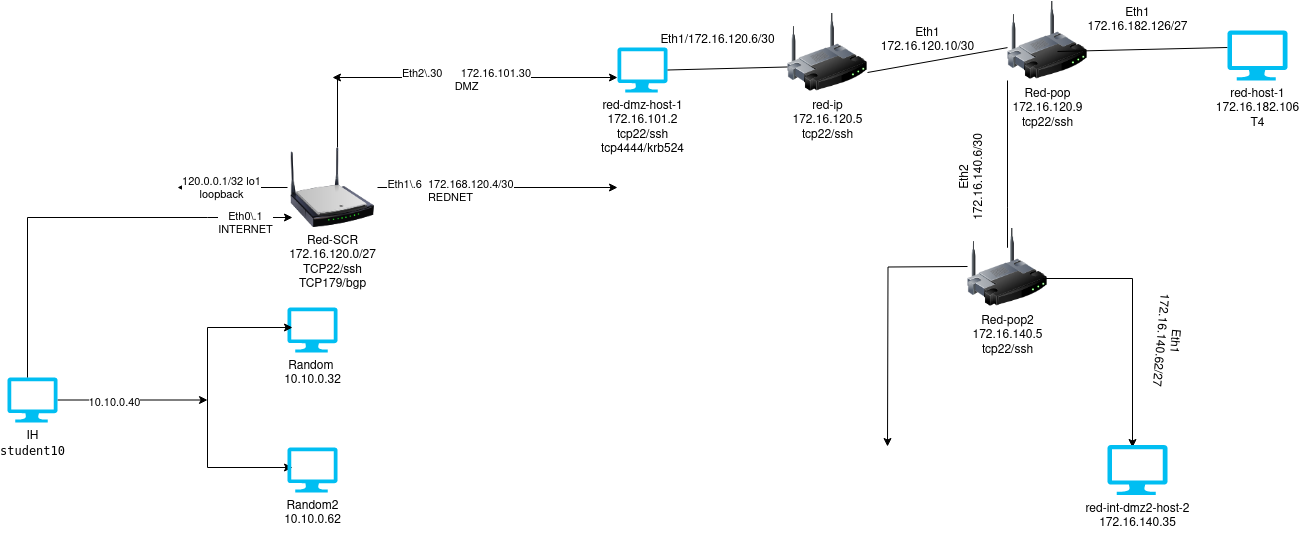 Eth1
172.16.182.126/27
Eth1/172.16.120.6/30
Eth1
172.16.120.10/30
Eth2\.30
172.16.101.30
DMZ
red-dmz-host-1
172.16.101.2
tcp22/ssh
tcp4444/krb524
red-ip
172.16.120.5
tcp22/ssh
Red-pop
172.16.120.9
tcp22/ssh
red-host-1
172.16.182.106
T4
120.0.0.1/32 lo1
loopback
Eth1\.6
172.168.120.4/30
REDNET
Eth2
172.16.140.6/30
Eth0\.1
INTERNET
Red-SCR
172.16.120.0/27
TCP22/ssh
TCP179/bgp
Red-pop2
172.16.140.5
tcp22/ssh
Eth1
172.16.140.62/27
Random
10.10.0.32
10.10.0.40
IH
student10
Random2
10.10.0.62
red-int-dmz2-host-2
172.16.140.35